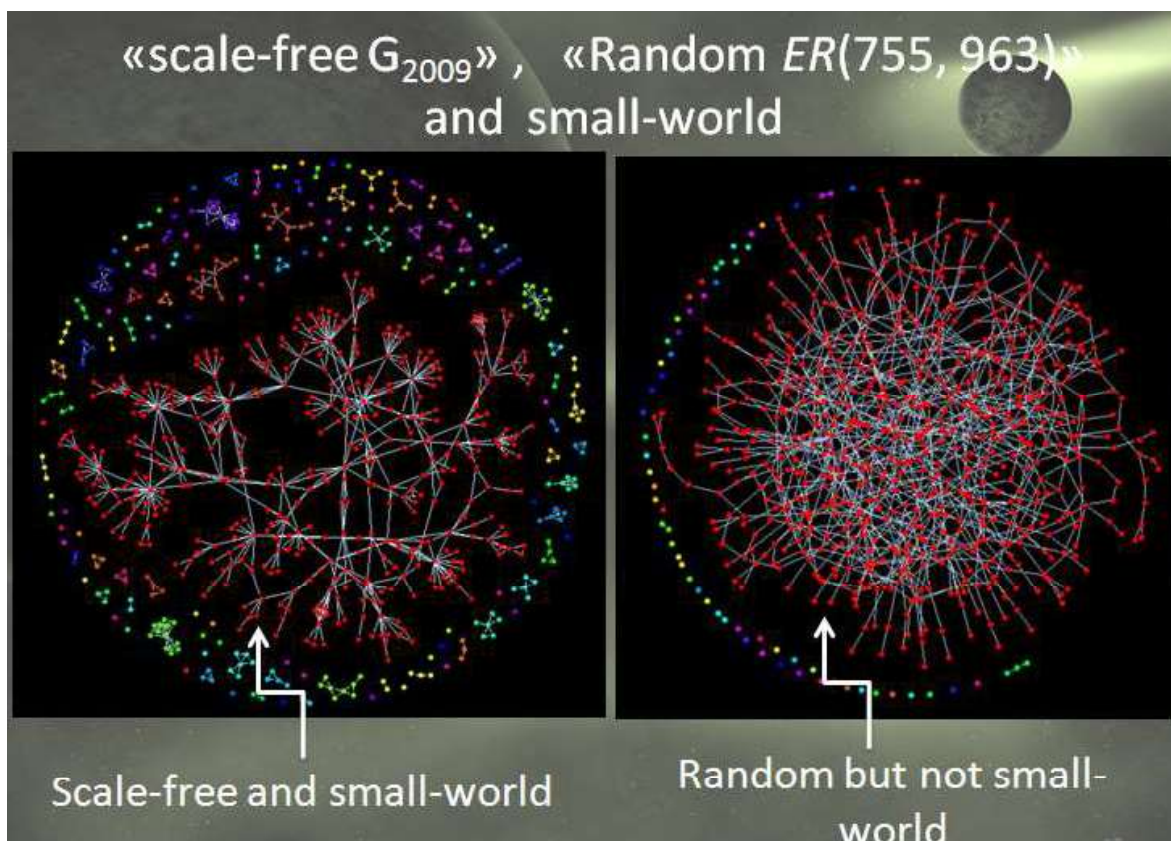 «scale-free G2009» , «Random ER(755, 963)»
and small-world
Scale-free and small-world
Random but not small-
world